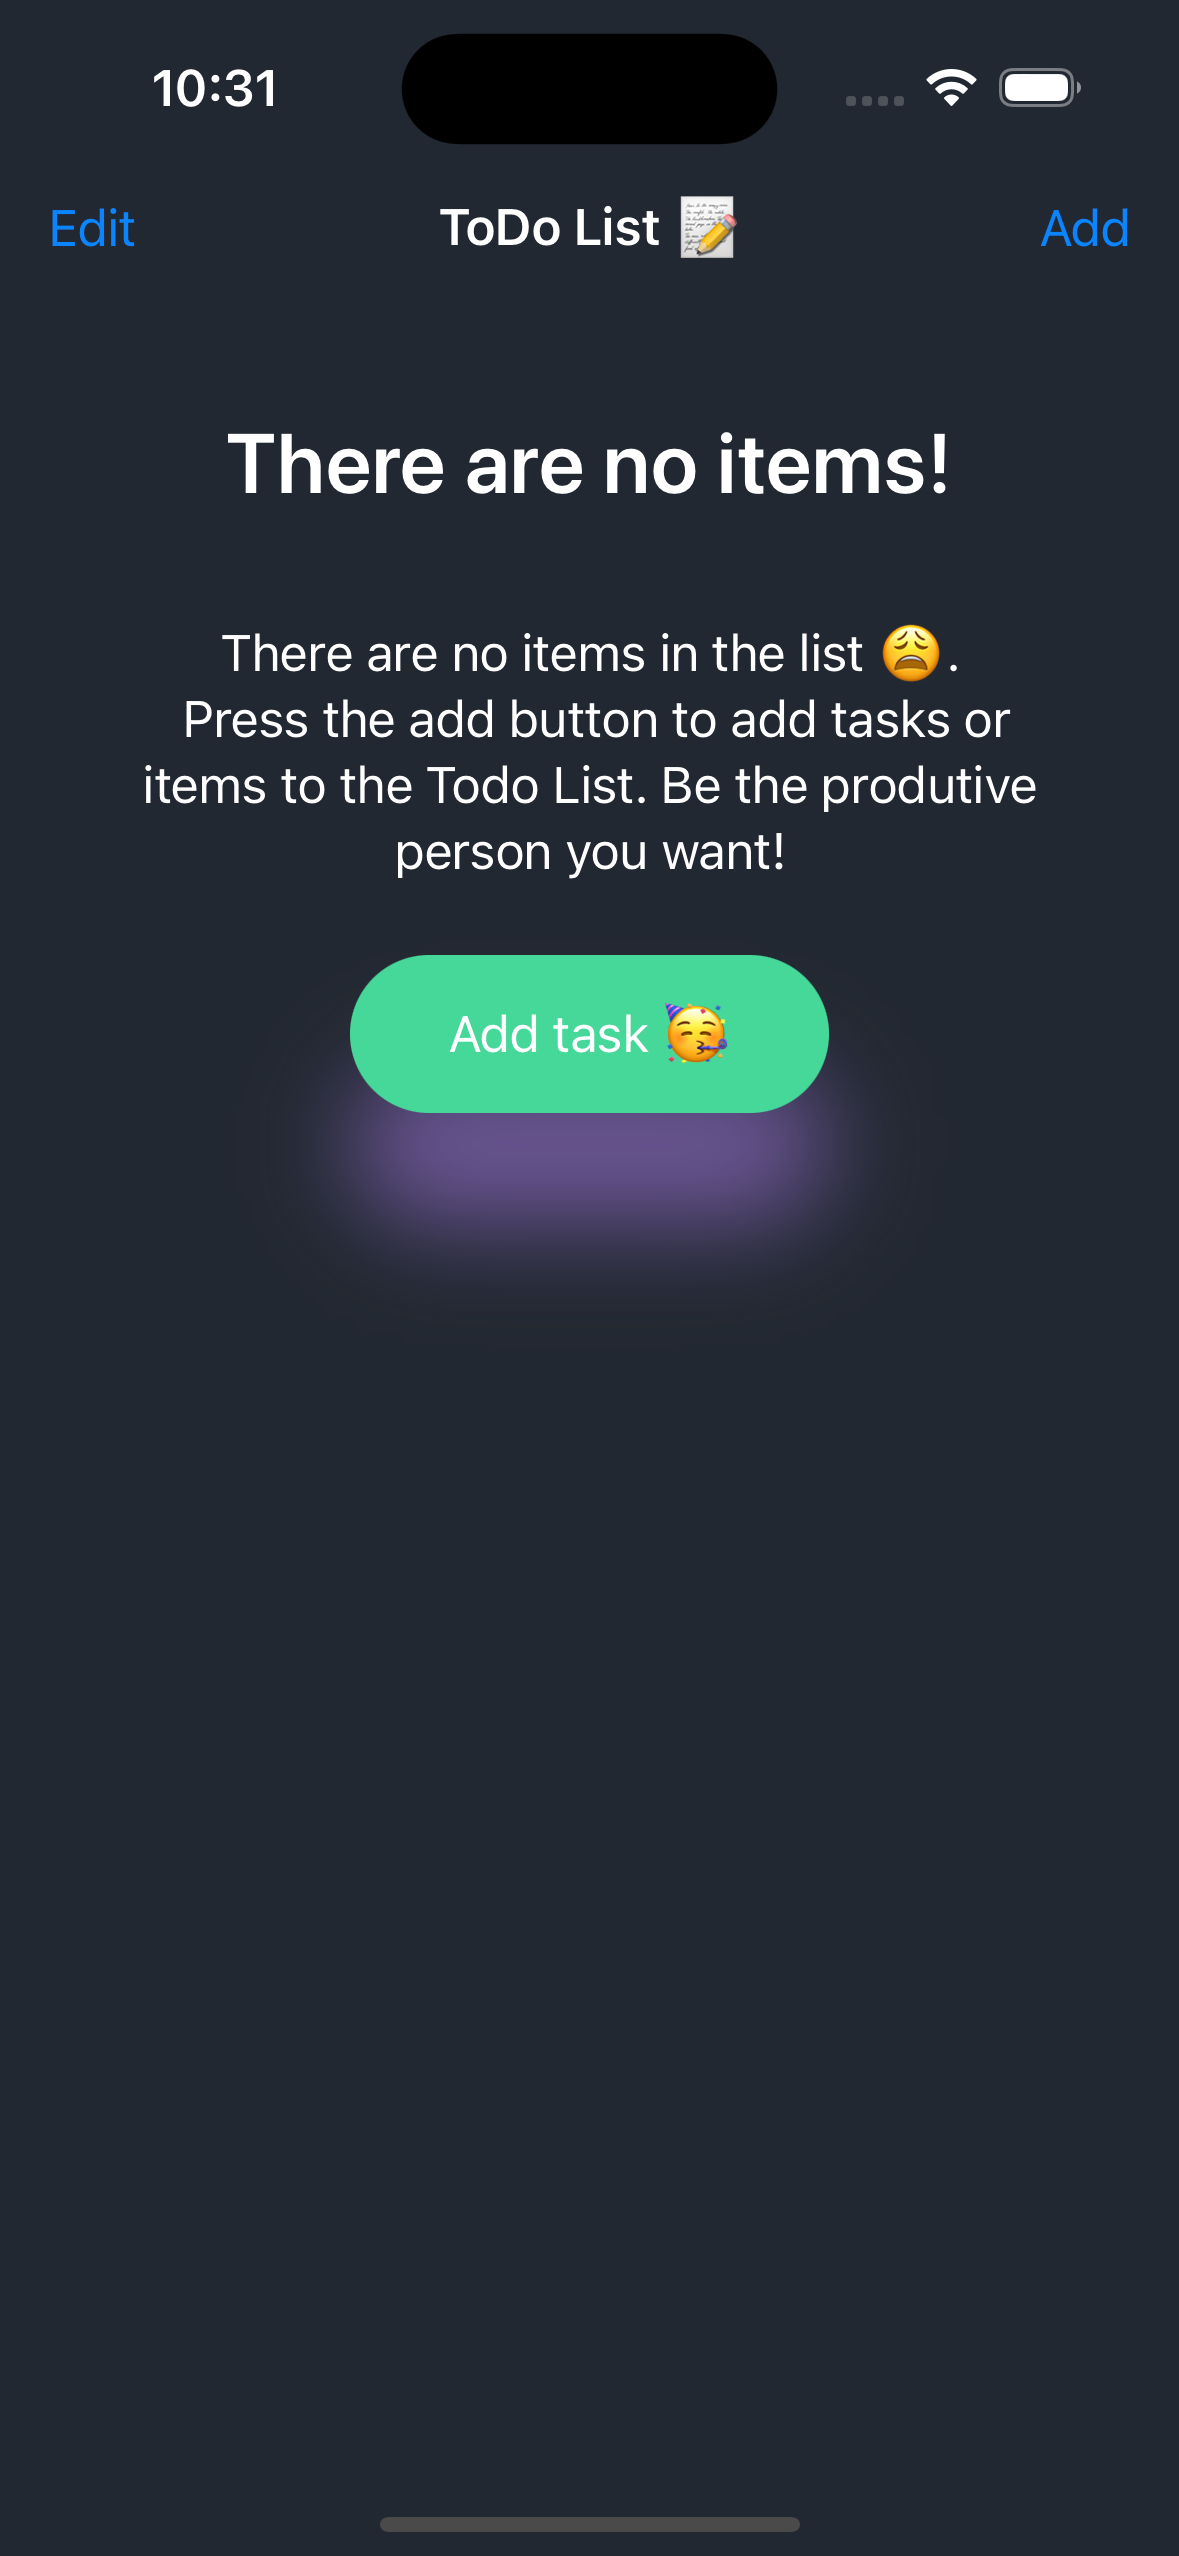 10:31
Edit ToDo List 📝 Add
There are no items!
There are no items in the list 😩.
Press the add button to add tasks or
items to the Todo List. Be the produtive
person you want!
Add task 🥳